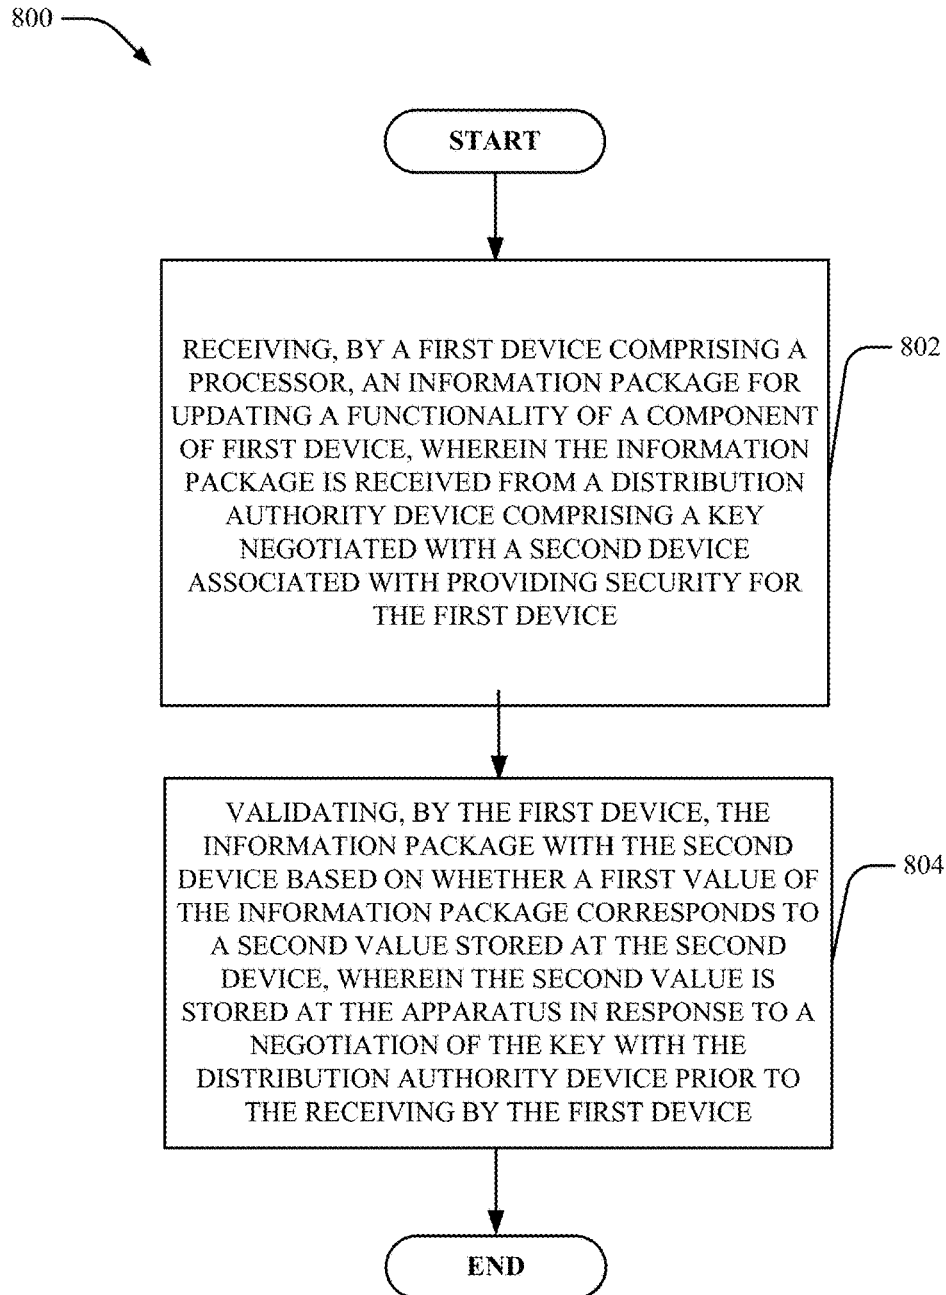 800
START
RECEIVING, BY A FIRST DEVICE COMPRISING A
PROCESSOR, AN INFORMATION PACKAGE FOR
UPDATING A FUNCTIONALITY OF A COMPONENT
OF FIRST DEVICE, WHEREIN THE INFORMATION
PACKAGE IS RECEIVED FROM A DISTRIBUTION
AUTHORITY DEVICE COMPRISING A KEY
NEGOTIATED WITH A SECOND DEVICE
ASSOCIATED WITH PROVIDING SECURITY FOR
THE FIRST DEVICE
802
VALIDATING, BY THE FIRST DEVICE, THE
INFORMATION PACKAGE WITH THE SECOND
DEVICE BASED ON WHETHER A FIRST VALUE OF
THE INFORMATION PACKAGE CORRESPONDS TO
A SECOND VALUE STORED AT THE SECOND
DEVICE, WHEREIN THE SECOND VALUE IS
STORED AT THE APPARATUS IN RESPONSE TO A
NEGOTIATION OF THE KEY WITH THE
DISTRIBUTION AUTHORITY DEVICE PRIOR TO
THE RECEIVING BY THE FIRST DEVICE
804
END